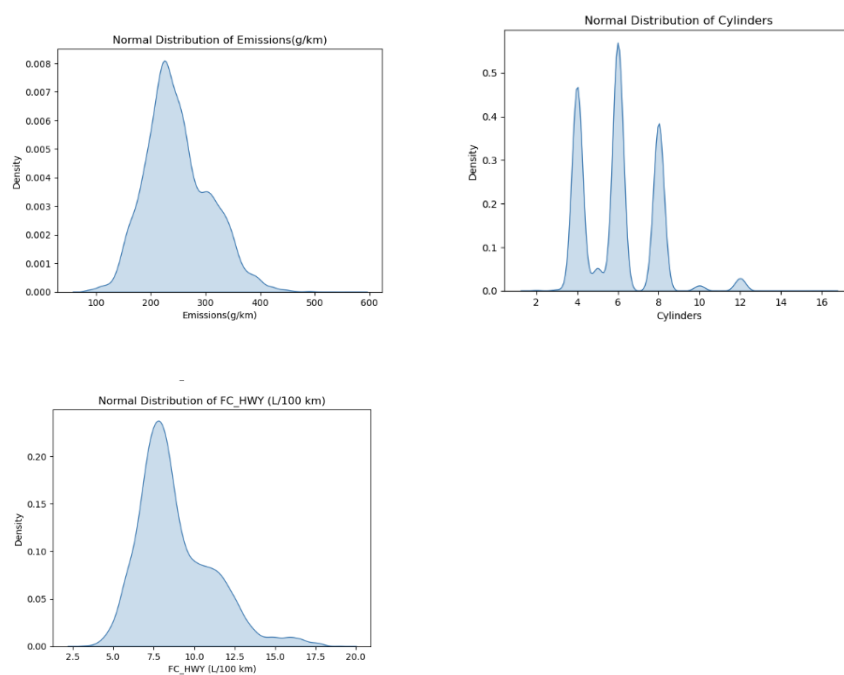 Normal Distribution of Emissions(g/km)
0.008
0.007
0.006
0.005
0.004
0.003
0.002
0.001
0.000
Density
100 200 300 400 500 600
Emissions(g/km)
Normal Distribution of Cylinders
0.5
0.4
0.3
0.2
0.1
0.0
Density
2 4 6 8 10 12 14 16
Cylinders
Normal Distribution of FC_HWY (L/100 km)
0.20
0.15
0.10
0.05
0.00
Density
2.5 5.0 7.5 10.0 12.5 15.0 17.5 20.0
FC_HWY (L/100 km)